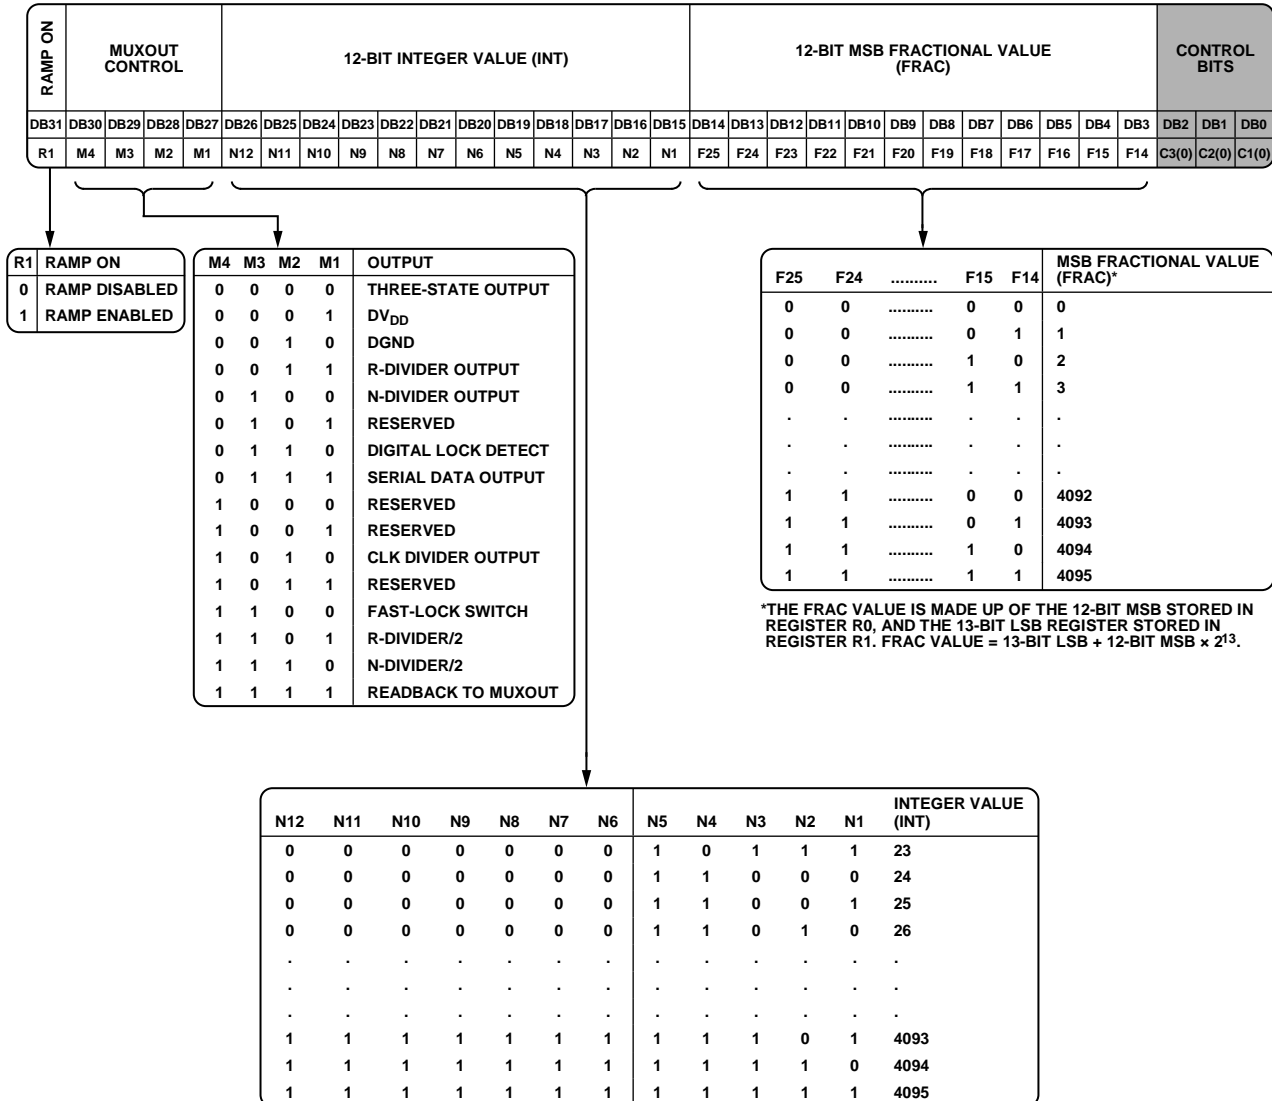 RAMP ON
MUXOUT
CONTROL
12-BIT INTEGER VALUE (INT)
12-BIT MSB FRACTIONAL VALUE
(FRAC)
CONTROL
BITS
DB31 DB30 DB29 DB28 DB27 DB26 DB25 DB24 DB23 DB22 DB21 DB20 DB19 DB18 DB17 DB16 DB15 DB14 DB13 DB12 DB11 DB10 DB9 DB8 DB7 DB6 DB5 DB4 DB3 DB2 DB1 DB0
R1 M4 M3 M2 M1 N12 N11 N10 N9 N8 N7 N6 N5 N4 N3 N2 N1 F25 F24 F23 F22 F21 F20 F19 F18 F17 F16 F15 F14 C3(0) C2(0) C1(0)
R1 RAMP ON
0 RAMP DISABLED
1 RAMP ENABLED
M4 M3 M2 M1 OUTPUT
0 0 0 0 THREE-STATE OUTPUT
0 0 0 1 DVDD
0 0 1 0 DGND
0 0 1 1 R-DIVIDER OUTPUT
0 1 0 0 N-DIVIDER OUTPUT
0 1 0 1 RESERVED
0 1 1 0 DIGITAL LOCK DETECT
0 1 1 1 SERIAL DATA OUTPUT
1 0 0 0 RESERVED
1 0 0 1 RESERVED
1 0 1 0 CLK DIVIDER OUTPUT
1 0 1 1 RESERVED
1 1 0 0 FAST-LOCK SWITCH
1 1 0 1 R-DIVIDER/2
1 1 1 0 N-DIVIDER/2
1 1 1 1 READBACK TO MUXOUT
F25 F24 .......... F15 F14 MSB FRACTIONAL VALUE
(FRAC)*
0 0 .......... 0 0 0
0 0 .......... 0 1 1
0 0 .......... 1 0 2
0 0 .......... 1 1 3
. . .......... . . .
. . .......... . . .
. . .......... . . .
1 1 .......... 0 0 4092
1 1 .......... 0 1 4093
1 1 .......... 1 0 4094
1 1 .......... 1 1 4095
*THE FRAC VALUE IS MADE UP OF THE 12-BIT MSB STORED IN
REGISTER R0, AND THE 13-BIT LSB REGISTER STORED IN
REGISTER R1. FRAC VALUE = 13-BIT LSB + 12-BIT MSB × 2¹³.
N12 N11 N10 N9 N8 N7 N6 N5 N4 N3 N2 N1 INTEGER VALUE
(INT)
0 0 0 0 0 0 0 1 0 1 1 1 23
0 0 0 0 0 0 0 1 1 0 0 0 24
0 0 0 0 0 0 0 1 1 0 0 1 25
0 0 0 0 0 0 0 1 1 0 1 0 26
. . . . . . . . . . . . .
. . . . . . . . . . . . .
. . . . . . . . . . . . .
1 1 1 1 1 1 1 1 1 1 0 1 4093
1 1 1 1 1 1 1 1 1 1 1 0 4094
1 1 1 1 1 1 1 1 1 1 1 1 4095